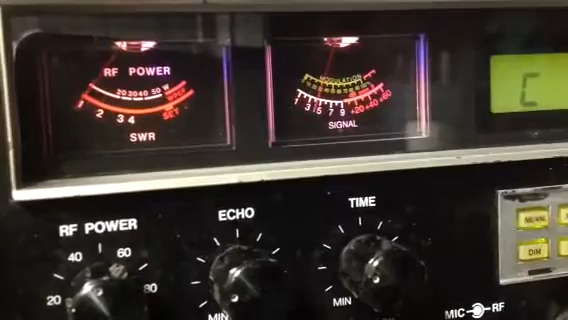 RF POWER
20 30 40 50 W
1 2 3 4
SET
SWR
MODULATION
1 3 5 7 9 +20 +40 +60
SIGNAL
C
RF POWER
20 40 60 80
ECHO
MIN
TIME
MIN
NB/ANL
DIM
MIC RF